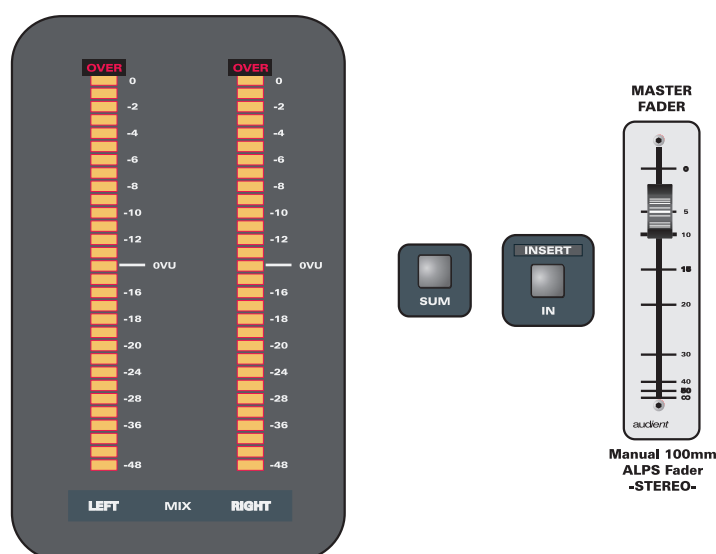 OVER OVER
0 0
-2 -2
-4 -4
-6 -6
-8 -8
-10 -10
-12 -12
0VU 0VU
-16 -16
-18 -18
-20 -20
-24 -24
-28 -28
-36 -36
-48 -48
LEFT MIX RIGHT
SUM
INSERT
IN
MASTER
FADER
0
5
10
15
20
30
40
50
∞
audient
Manual 100mm
ALPS Fader
-STEREO-